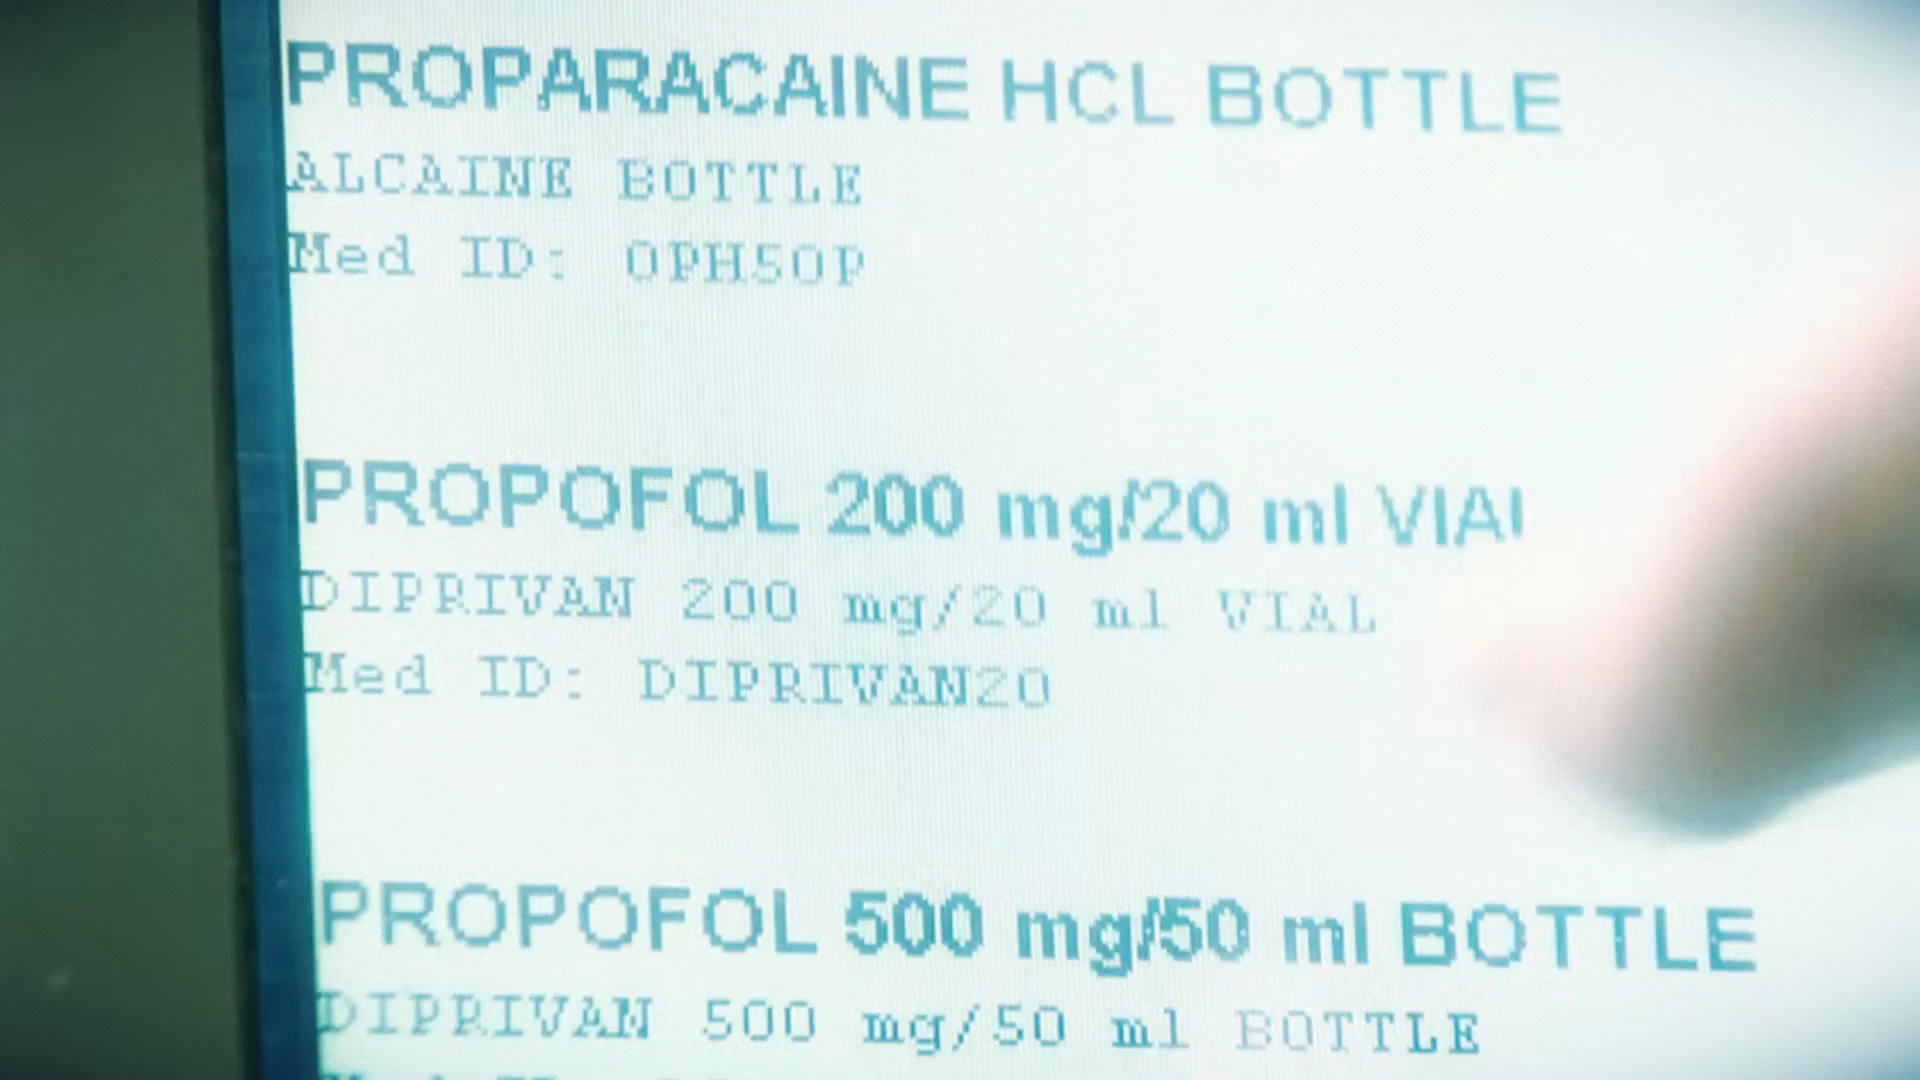 PROPARACAINE HCL BOTTLE
ALCAINE BOTTLE
Med ID: OPH5OP
PROPOFOL 200 mg/20 ml VIAL
DIPRIVAN 200 mg/20 ml VIAL
Med ID: DIPRIVAN20
PROPOFOL 500 mg/50 ml BOTTLE
DIPRIVAN 500 mg/50 ml BOTTLE